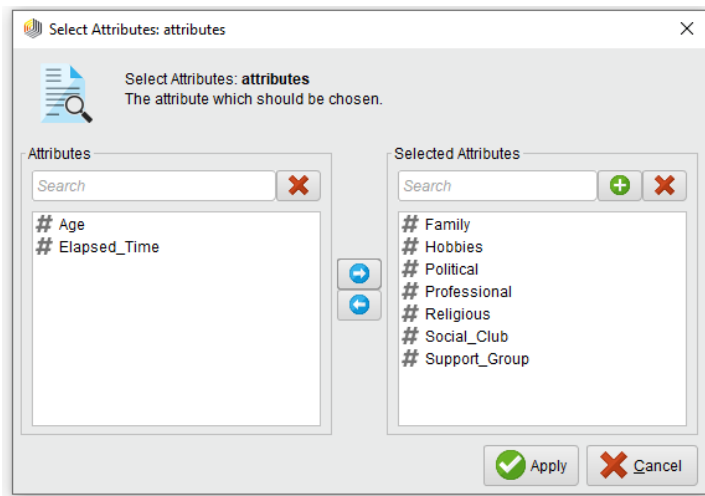 Select Attributes: attributes
Select Attributes: attributes
The attribute which should be chosen.
Attributes
Search
# Age
# Elapsed_Time
Selected Attributes
Search
# Family
# Hobbies
# Political
# Professional
# Religious
# Social_Club
# Support_Group
Apply
Cancel